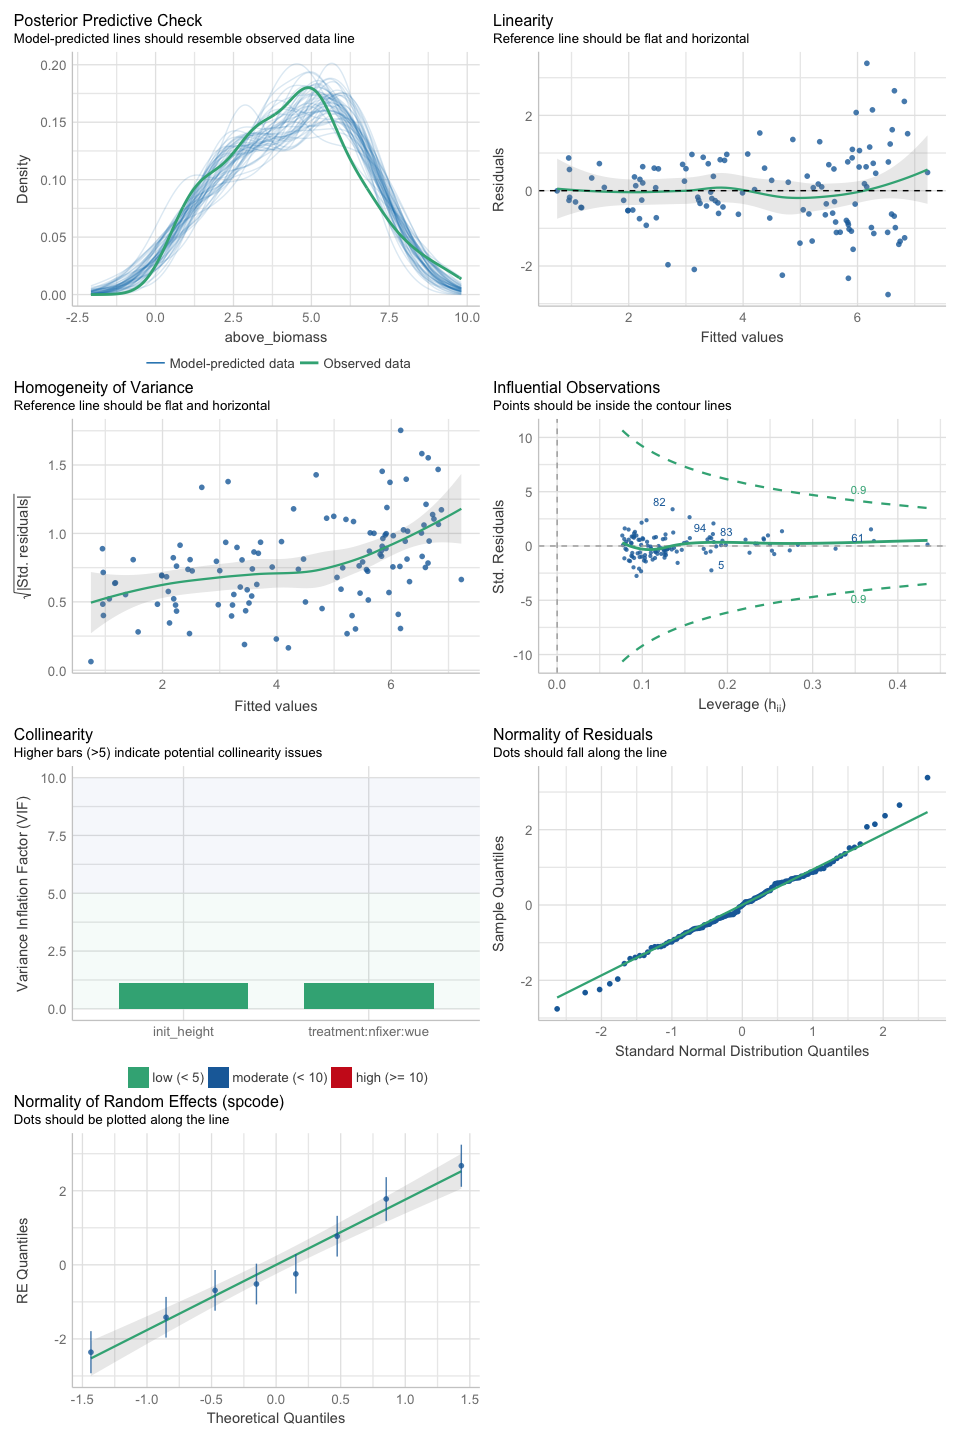 Posterior Predictive Check
Model-predicted lines should resemble observed data line
0.20
0.15
0.10
0.05
0.00
Density
-2.5 0.0 2.5 5.0 7.5 10.0
above_biomass
Model-predicted data Observed data
Linearity
Reference line should be flat and horizontal
2
0
-2
Residuals
2 4 6
Fitted values
Homogeneity of Variance
Reference line should be flat and horizontal
1.5
1.0
0.5
0.0
√|Std. residuals|
2 4 6
Fitted values
Influential Observations
Points should be inside the contour lines
10
5
0
-5
-10
Std. Residuals
0.9
82
94
83
61
5
0.9
0.0 0.1 0.2 0.3 0.4
Leverage (hii)
Collinearity
Higher bars (>5) indicate potential collinearity issues
10.0
7.5
5.0
2.5
0.0
Variance Inflation Factor (VIF)
init_height treatment:nfixer:wue
low (< 5) moderate (< 10) high (>= 10)
Normality of Residuals
Dots should fall along the line
2
0
-2
Sample Quantiles
-2 -1 0 1 2
Standard Normal Distribution Quantiles
Normality of Random Effects (spcode)
Dots should be plotted along the line
2
0
-2
RE Quantiles
-1.5 -1.0 -0.5 0.0 0.5 1.0 1.5
Theoretical Quantiles